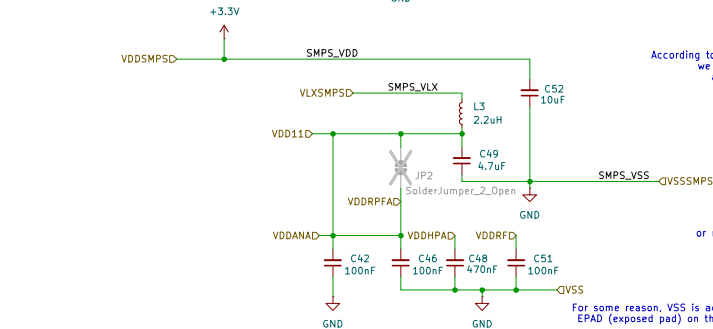 GND
+3.3V
VDDSMPS
SMPS_VDD
According to
we
VLXSMPS
SMPS_VLX
C52
10uF
L3
2.2uH
VDD11
C49
4.7uF
JP2
SolderJumper_2_Open
SMPS_VSS
VSSSMPS
VDDRPFA
GND
VDDANA
VDDHPA
VDDRF
or
C42
100nF
C46
100nF
C48
470nF
C51
100nF
VSS
GND
GND
For some reason, VSS is
EPAD (exposed pad) on